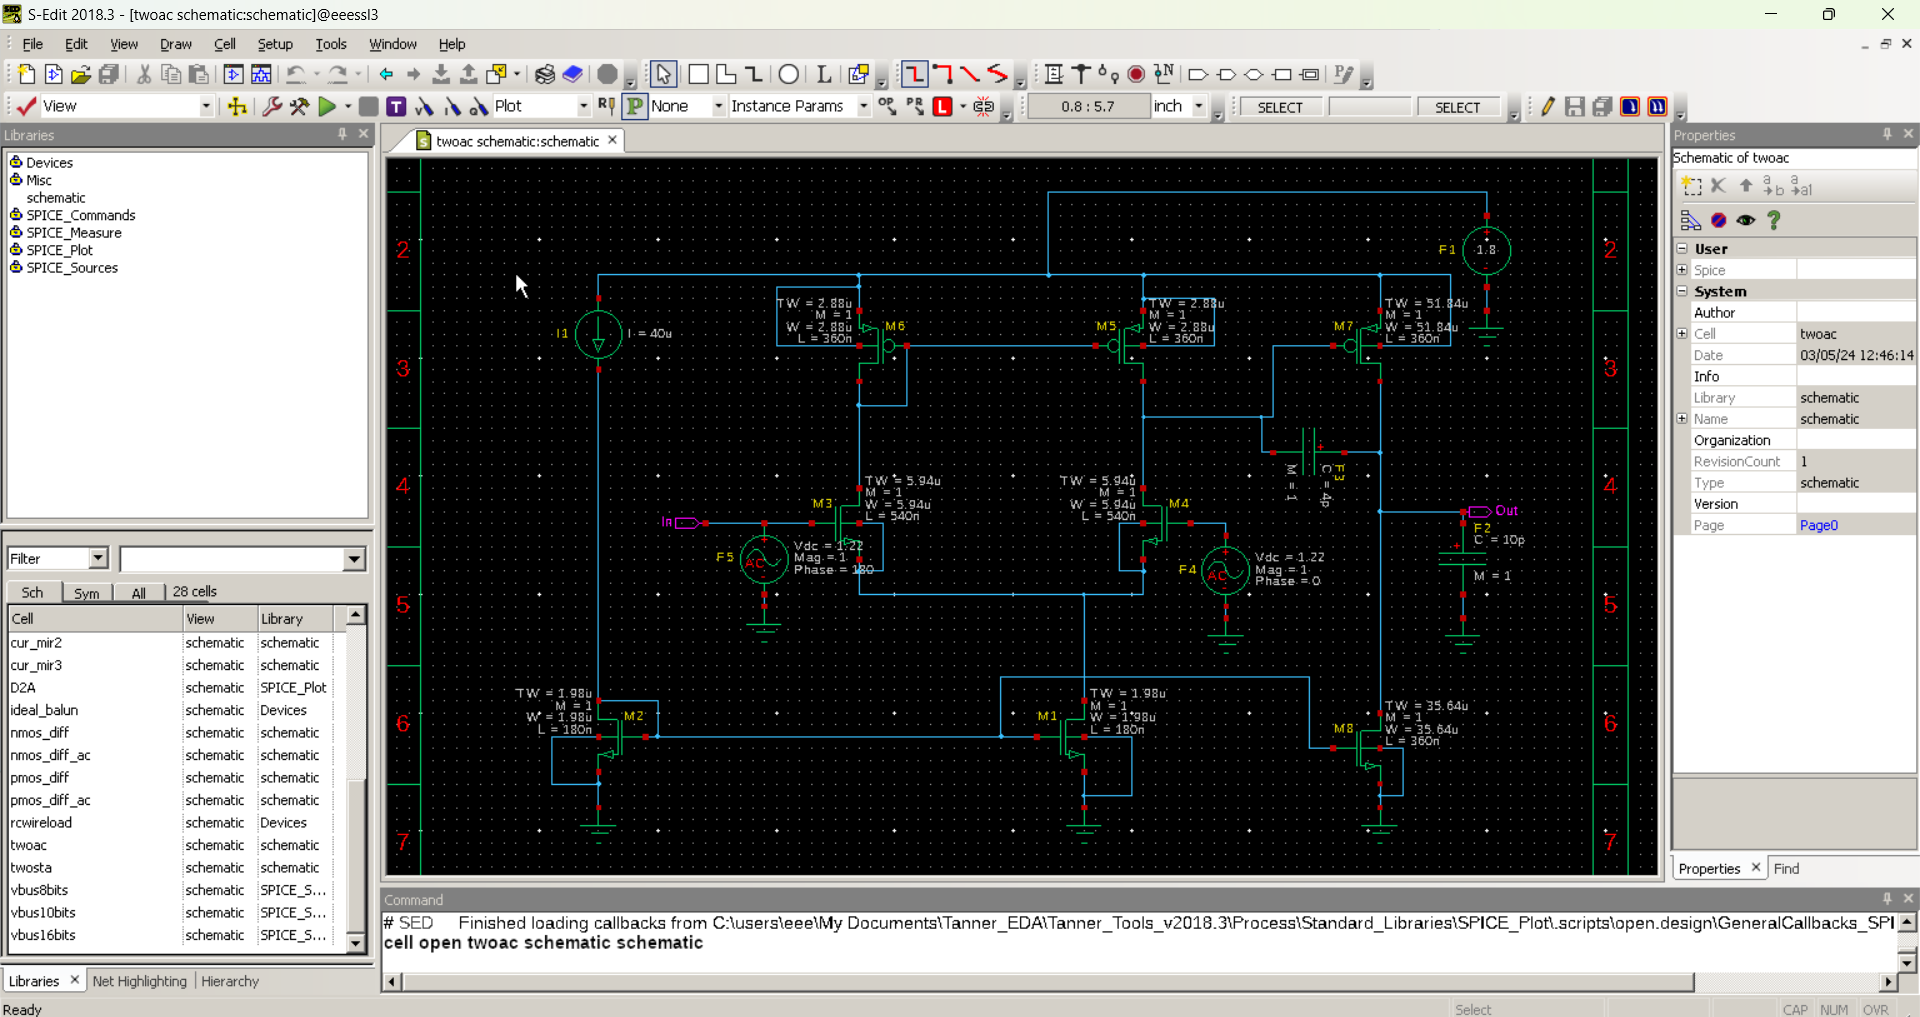 S-Edit 2018.3 - [twoac schematic:schematic]@eeessl3
File Edit View Draw Cell Setup Tools Window Help
View Plot None Instance Params 0.8 : 5.7 inch SELECT SELECT
Libraries
Devices
Misc
schematic
SPICE_Commands
SPICE_Measure
SPICE_Plot
SPICE_Sources
Filter
Sch Sym All 28 cells
Cell View Library
cur_mir2 schematic schematic
cur_mir3 schematic schematic
D2A schematic SPICE_Plot
ideal_balun schematic Devices
nmos_diff schematic schematic
nmos_diff_ac schematic schematic
pmos_diff schematic schematic
pmos_diff_ac schematic schematic
rcwireload schematic Devices
twoac schematic schematic
twosta schematic schematic
vbus8bits schematic SPICE_S...
vbus10bits schematic SPICE_S...
vbus16bits schematic SPICE_S...
Libraries Net Highlighting Hierarchy
Ready
twoac schematic:schematic
2
3
4
5
6
7
F1 1.8
I1 I = 40u
TW = 2.88u
M = 1
W = 2.88u
L = 360n
M6
M5
TW = 2.88u
M = 1
W = 2.88u
L = 360n
M7
TW = 51.84u
M = 1
W = 51.84u
L = 360n
F3
C = 4p
M = 1
M3
TW = 5.94u
M = 1
W = 5.94u
L = 540n
TW = 5.94u
M = 1
W = 5.94u
L = 540n
M4
In
F5
AC
Vdc = 1.22
Mag = 1
Phase = 180
F4
AC
Vdc = 1.22
Mag = 1
Phase = 0
Out
F2
C = 10p
M = 1
TW = 1.98u
M = 1
W = 1.98u
L = 180n
M2
M1
TW = 1.98u
M = 1
W = 1.98u
L = 180n
M8
TW = 35.64u
M = 1
W = 35.64u
L = 360n
2
3
4
5
6
7
Command
# SED Finished loading callbacks from C:\users\eee\My Documents\Tanner_EDA\Tanner_Tools_v2018.3\Process\Standard_Libraries\SPICE_Plot\.scripts\open.design\GeneralCallbacks_SPI
cell open twoac schematic schematic
Properties
Schematic of twoac
User
Spice
System
Author
Cell twoac
Date 03/05/24 12:46:14
Info
Library schematic
Name schematic
Organization
RevisionCount 1
Type schematic
Version
Page Page0
Properties Find
Select CAP NUM OVR